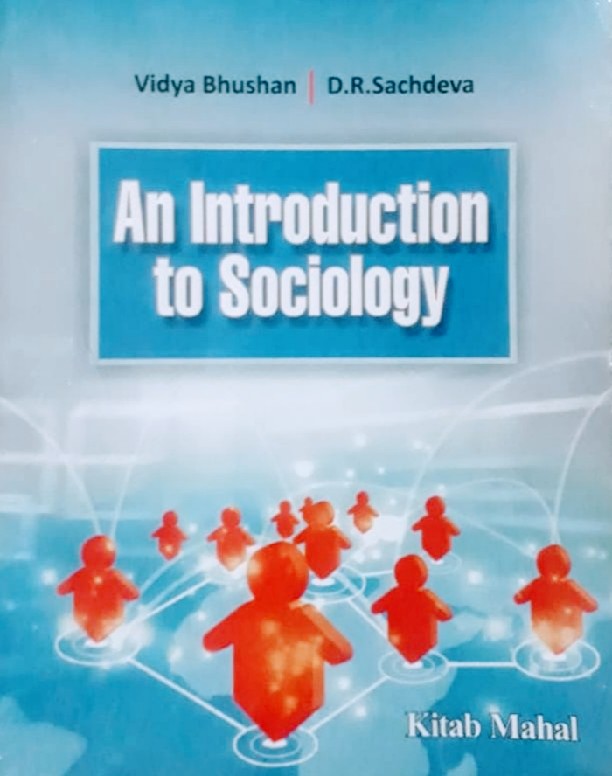 Vidya Bhushan | D.R.Sachdeva
An Introduction
to Sociology
Kitab Mahal